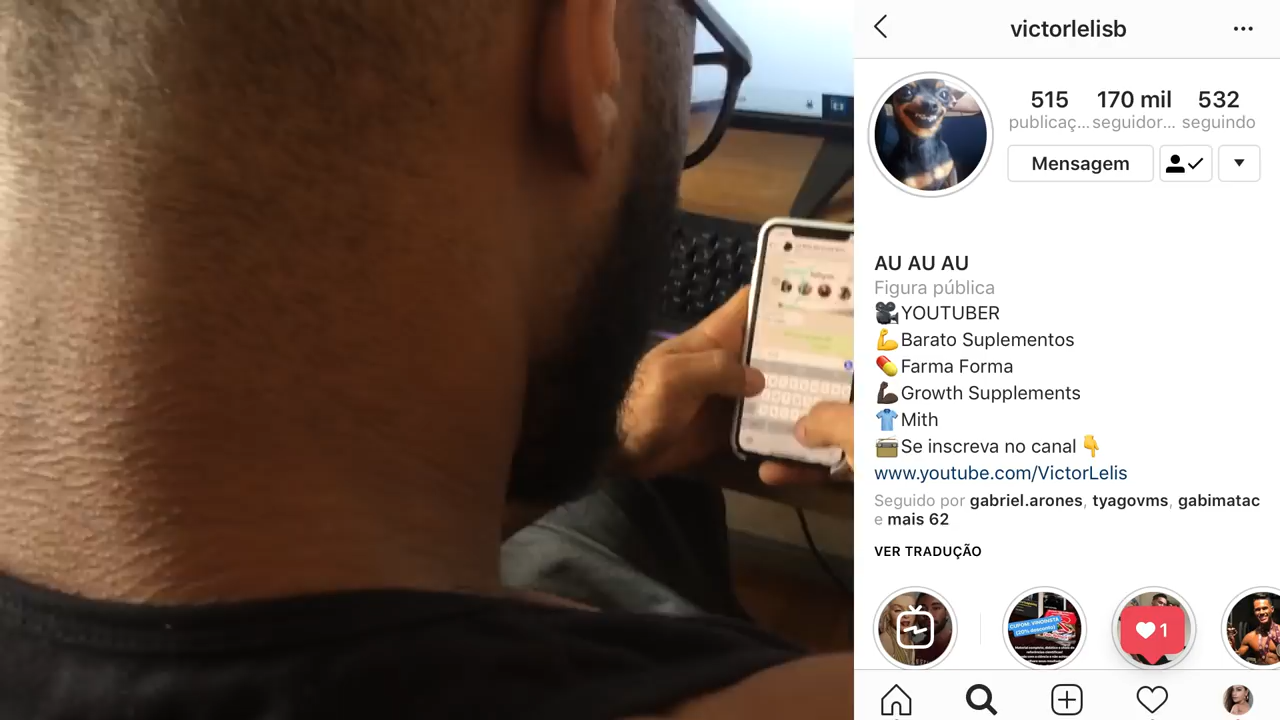 victorlelisb
515 170 mil 532
publicaç... seguidor... seguindo
Mensagem
AU AU AU
Figura pública
🎥YOUTUBER
💪Barato Suplementos
💊Farma Forma
💪🏿Growth Supplements
👕Mith
📻Se inscreva no canal 👇
www.youtube.com/VictorLelis
Seguido por gabriel.arones, tyagovms, gabimatac
e mais 62
VER TRADUÇÃO
1